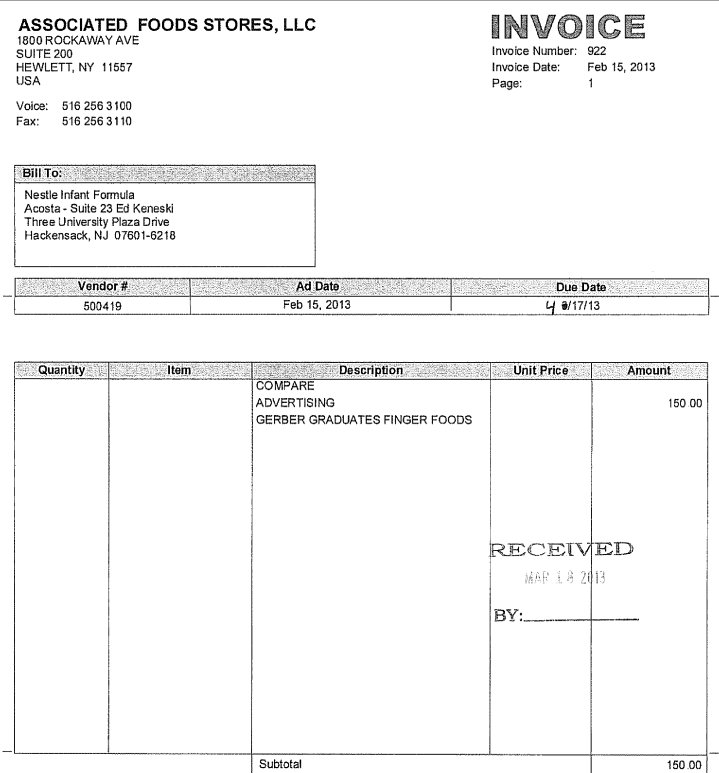 ASSOCIATED FOODS STORES, LLC
1800 ROCKAWAY AVE
SUITE 200
HEWLETT, NY 11557
USA
Voice: 516 256 3100
Fax: 516 256 3110
INVOICE
Invoice Number: 922
Invoice Date: Feb 15, 2013
Page: 1
Bill To:
Nestle Infant Formula
Acosta - Suite 23 Ed Keneski
Three University Plaza Drive
Hackensack, NJ 07601-6218
Vendor # Ad Date Due Date
500419 Feb 15, 2013 4 /17/13
Quantity Item Description Unit Price Amount
COMPARE
ADVERTISING 150.00
GERBER GRADUATES FINGER FOODS
RECEIVED
MAR 18 2013
BY:
Subtotal 150.00